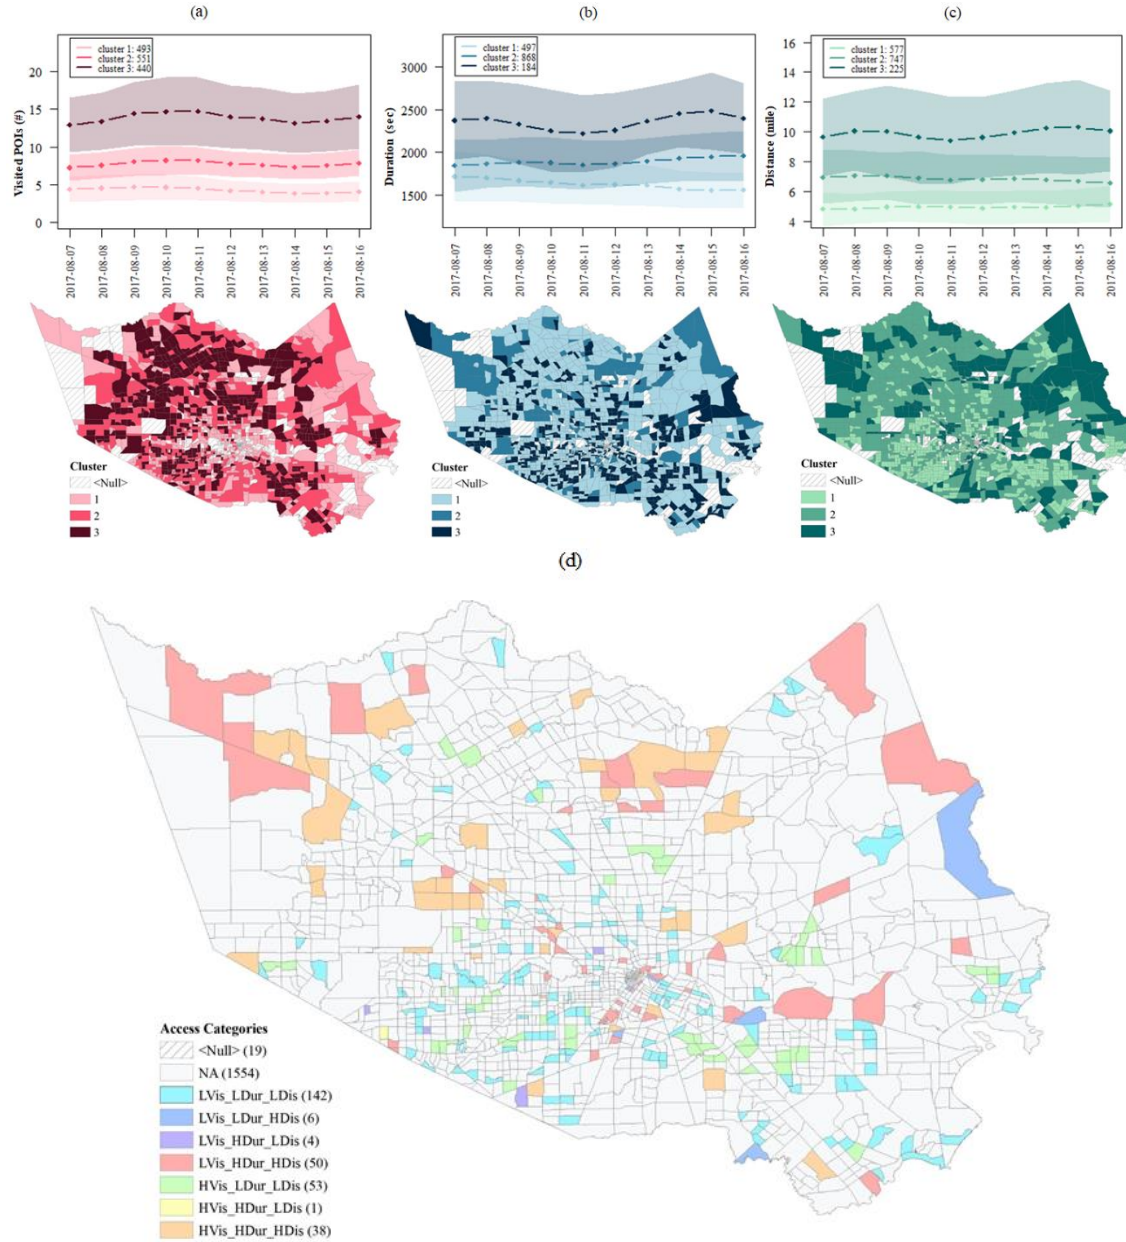 (a)
cluster 1: 493
cluster 2: 551
cluster 3: 440
Visited POIs (#)
20
15
10
5
0
2017-08-07
2017-08-08
2017-08-09
2017-08-10
2017-08-11
2017-08-12
2017-08-13
2017-08-14
2017-08-15
2017-08-16
Cluster
<Null>
1
2
3
(b)
cluster 1: 497
cluster 2: 868
cluster 3: 184
Duration (sec)
3000
2500
2000
1500
2017-08-07
2017-08-08
2017-08-09
2017-08-10
2017-08-11
2017-08-12
2017-08-13
2017-08-14
2017-08-15
2017-08-16
Cluster
<Null>
1
2
3
(c)
cluster 1: 577
cluster 2: 747
cluster 3: 225
Distance (mile)
16
14
12
10
8
6
4
2017-08-07
2017-08-08
2017-08-09
2017-08-10
2017-08-11
2017-08-12
2017-08-13
2017-08-14
2017-08-15
2017-08-16
Cluster
<Null>
1
2
3
(d)
Access Categories
<Null> (19)
NA (1554)
LVis_LDur_LDis (142)
LVis_LDur_HDis (6)
LVis_HDur_LDis (4)
LVis_HDur_HDis (50)
HVis_LDur_LDis (53)
HVis_HDur_LDis (1)
HVis_HDur_HDis (38)